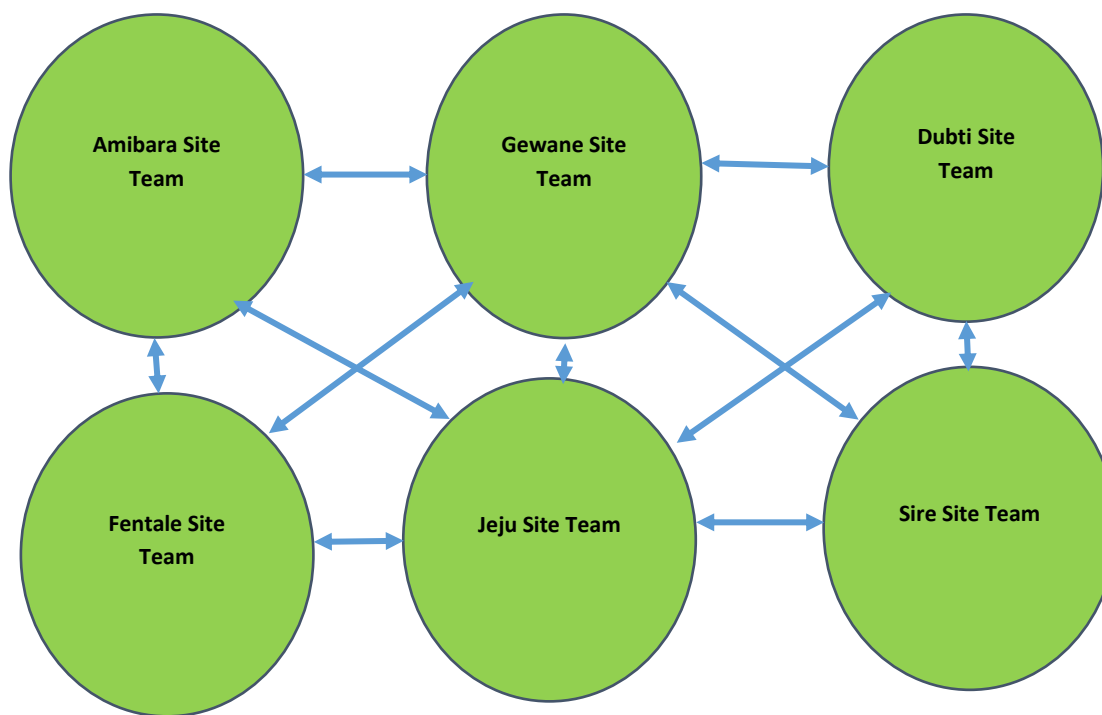 Amibara Site
Team
Gewane Site
Team
Dubti Site
Team
Fentale Site
Team
Jeju Site Team
Sire Site Team